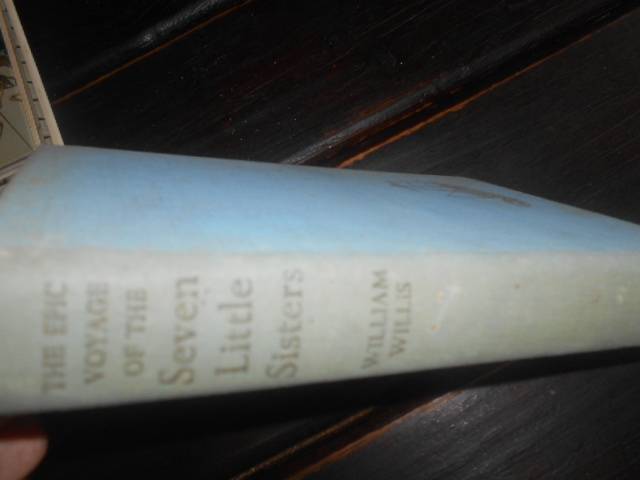 THE EPIC
VOYAGE
OF THE
Seven
Little
Sisters
WILLIAM
WILLIS